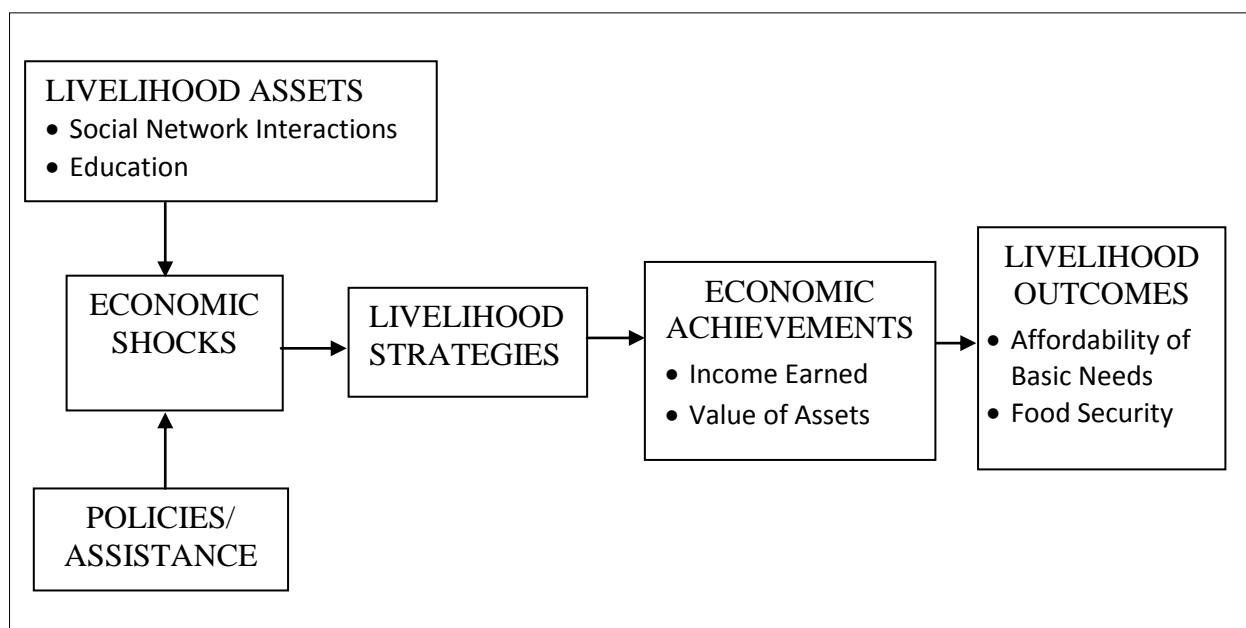 LIVELIHOOD ASSETS
• Social Network Interactions
• Education
ECONOMIC
SHOCKS
POLICIES/
ASSISTANCE
LIVELIHOOD
STRATEGIES
ECONOMIC
ACHIEVEMENTS
• Income Earned
• Value of Assets
LIVELIHOOD
OUTCOMES
• Affordability of
Basic Needs
• Food Security